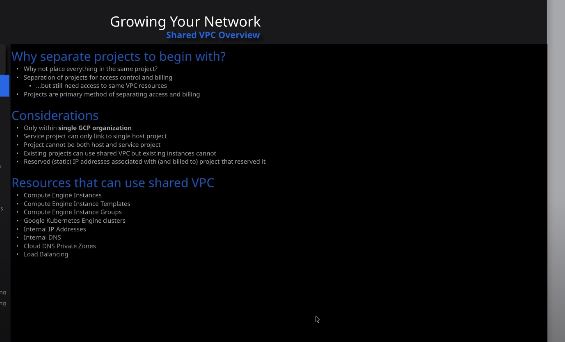 Growing Your Network
Shared VPC Overview
Why separate projects to begin with?
• Why not place everything in the same project?
• Separation of projects for access control and billing
• ...but still need access to same VPC resources
• Projects are primary method of separating access and billing
Considerations
• Only within single GCP organization
• Service project can only link to single host project
• Project cannot be both host and service project
• Existing projects can use shared VPC but existing instances cannot
• Reserved (static) IP addresses associated with (and billed to) project that reserved it
Resources that can use shared VPC
• Compute Engine Instances
• Compute Engine Instance Templates
• Compute Engine Instance Groups
• Google Kubernetes Engine clusters
• Internal IP Addresses
• Internal DNS
• Cloud DNS Private Zones
• Load Balancing